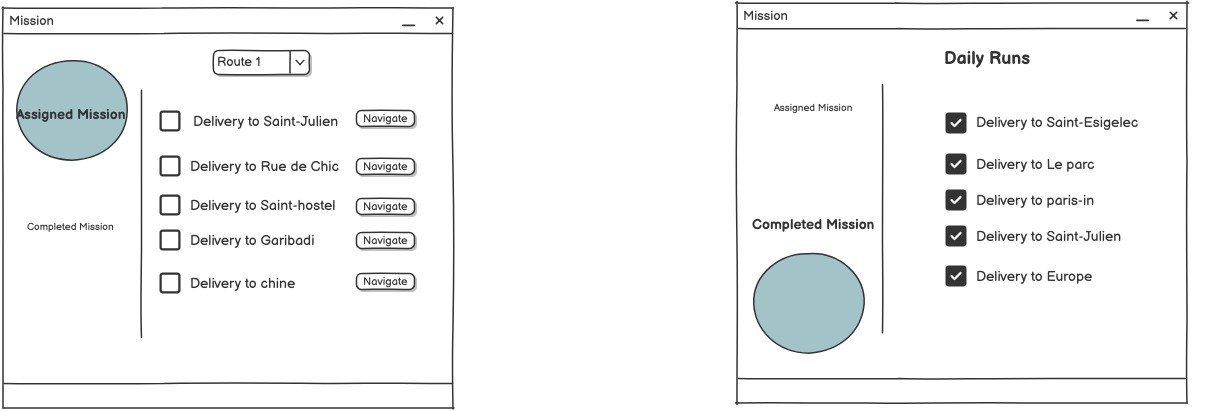 Mission
Route 1
Assigned Mission
Delivery to Saint-Julien
Navigate
Delivery to Rue de Chic
Navigate
Delivery to Saint-hostel
Navigate
Completed Mission
Delivery to Garibadi
Navigate
Delivery to chine
Navigate
Mission
Daily Runs
Assigned Mission
Delivery to Saint-Esigelec
Delivery to Le parc
Delivery to paris-in
Completed Mission
Delivery to Saint-Julien
Delivery to Europe